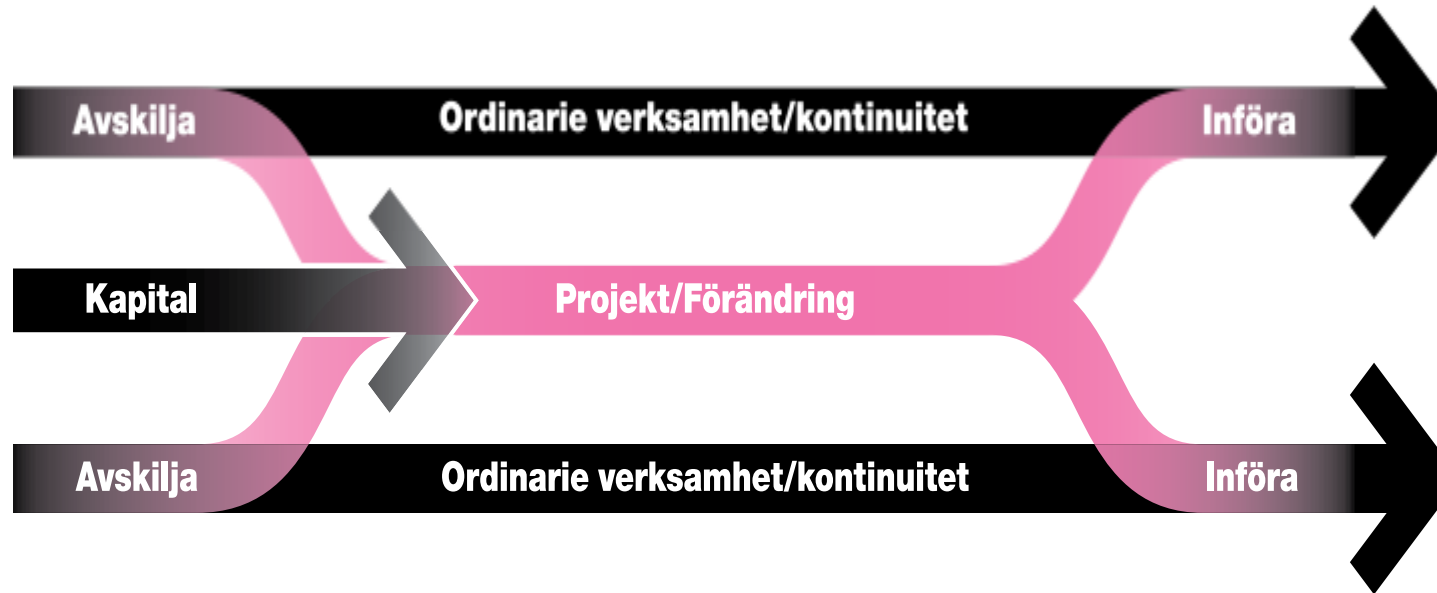 Avskilja
Ordinarie verksamhet/kontinuitet
Införa
Kapital
Projekt/Förändring
Avskilja
Ordinarie verksamhet/kontinuitet
Införa